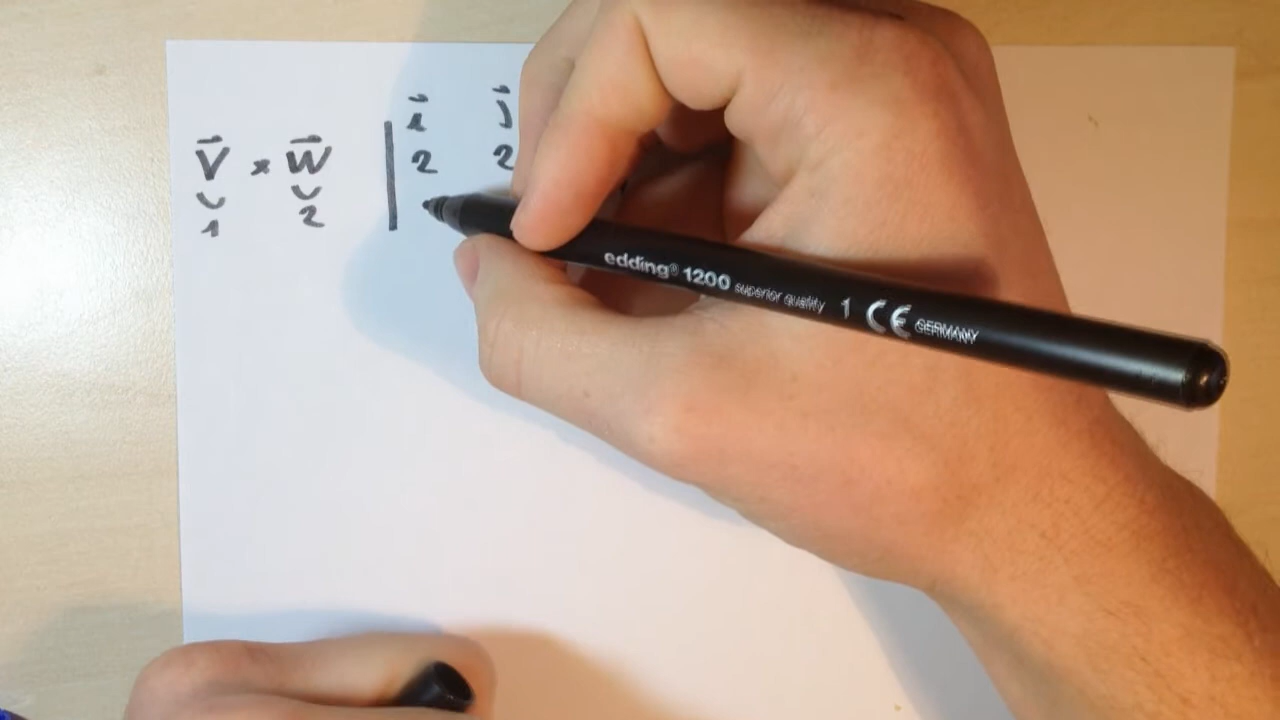 i⃗ j⃗
V⃗ × W⃗ | 2 2
1 2
edding® 1200 superior quality 1 CE GERMANY